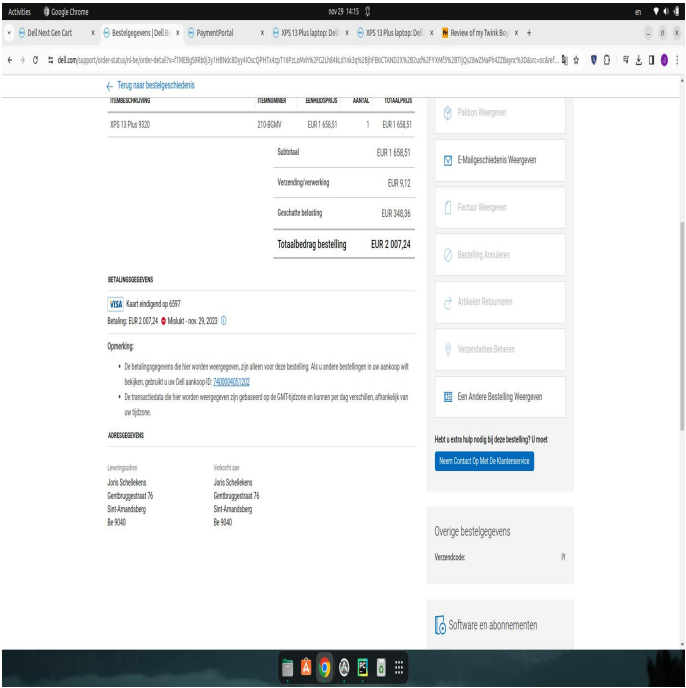 Activities Google Chrome nov 29 14:15 en
Dell Next Gen Cart x Bestelgegevens | Dell Be x PaymentPortal x XPS 13 Plus laptop: Dell x XPS 13 Plus laptop: Dell x Review of my Twink Boy x +
Terug naar bestelgeschiedenis
ITEMBESCHRIJVING ITEMNUMMER EENHEIDSPRIJS AANTAL TOTAALPRIJS
XPS 13 Plus 9320 210-BGMV EUR 1 658,51 1 EUR 1 658,51
Subtotaal EUR 1 658,51
Verzending/verwerking EUR 9,12
Geschatte belasting EUR 348,36
Totaalbedrag bestelling EUR 2 007,24
BETALINGSGEGEVENS
VISA Kaart eindigend op 6597
Betaling: EUR 2 007,24 Mislukt - nov. 29, 2023
Opmerking:
• De betalingsgegevens die hier worden weergegeven, zijn alleen voor deze bestelling. Als u andere bestellingen in uw aankoop wilt
bekijken, gebruikt u uw Dell aankoop-ID: 7400004051202
• De transactiedata die hier worden weergegeven zijn gebaseerd op de GMT-tijdzone en kunnen per dag verschillen, afhankelijk van
uw tijdzone.
ADRESGEGEVENS
Leveringsadres Verkocht aan
Joris Schellekens Joris Schellekens
Gentbruggestraat 76 Gentbruggestraat 76
Sint-Amandsberg Sint-Amandsberg
Be 9040 Be 9040
Pakbon Weergeven
E-Mailgeschiedenis Weergeven
Factuur Weergeven
Bestelling Annuleren
Artikelen Retourneren
Verzendadres Beheren
Een Andere Bestelling Weergeven
Hebt u extra hulp nodig bij deze bestelling? U moet
Neem Contact Op Met De Klantenservice
Overige bestelgegevens
Verzendcode: IY
Software en abonnementen